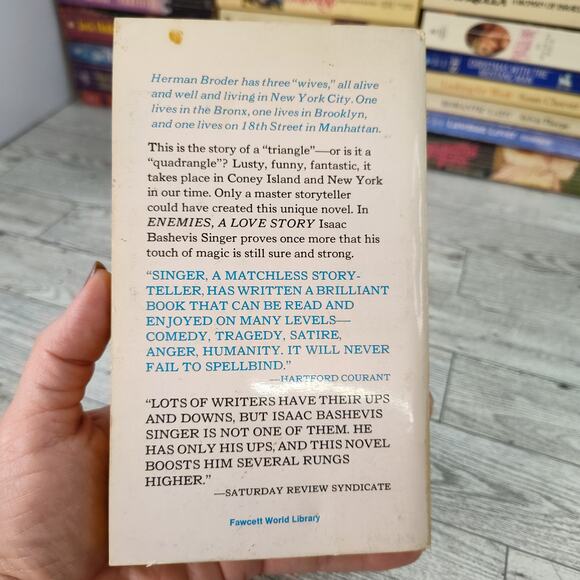 Herman Broder has three "wives," all alive
and well and living in New York City. One
lives in the Bronx, one lives in Brooklyn,
and one lives on 18th Street in Manhattan.
This is the story of a "triangle"—or is it a
"quadrangle"? Lusty, funny, fantastic, it
takes place in Coney Island and New York
in our time. Only a master storyteller
could have created this unique novel. In
ENEMIES, A LOVE STORY Isaac
Bashevis Singer proves once more that his
touch of magic is still sure and strong.
"SINGER, A MATCHLESS STORY-
TELLER, HAS WRITTEN A BRILLIANT
BOOK THAT CAN BE READ AND
ENJOYED ON MANY LEVELS—
COMEDY, TRAGEDY, SATIRE,
ANGER, HUMANITY. IT WILL NEVER
FAIL TO SPELLBIND."
—HARTFORD COURANT
"LOTS OF WRITERS HAVE THEIR UPS
AND DOWNS, BUT ISAAC BASHEVIS
SINGER IS NOT ONE OF THEM. HE
HAS ONLY HIS UPS, AND THIS NOVEL
BOOSTS HIM SEVERAL RUNGS
HIGHER."
—SATURDAY REVIEW SYNDICATE
Fawcett World Library